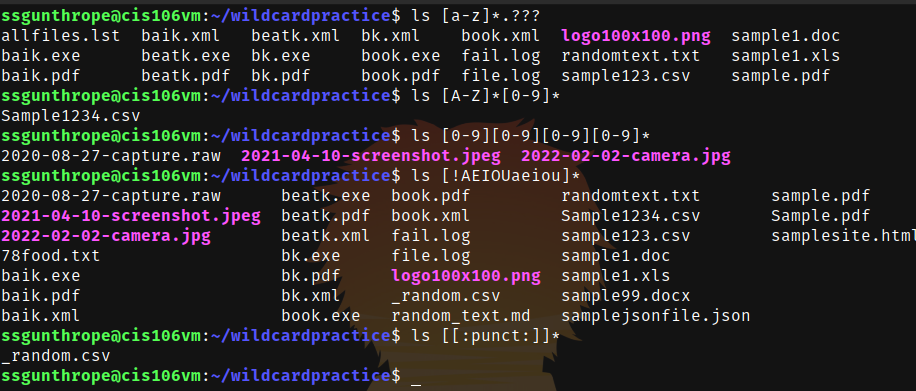 ssgunthrope@cis106vm:~/wildcardpractice$ ls [a-z]*.???
allfiles.lst  baik.xml   beatk.xml  bk.xml    book.xml  logo100x100.png  sample1.doc
baik.exe      beatk.exe  bk.exe     book.exe  fail.log  randomtext.txt   sample1.xls
baik.pdf      beatk.pdf  bk.pdf     book.pdf  file.log  sample123.csv    sample.pdf
ssgunthrope@cis106vm:~/wildcardpractice$ ls [A-Z]*[0-9]*
Sample1234.csv
ssgunthrope@cis106vm:~/wildcardpractice$ ls [0-9][0-9][0-9][0-9]*
2020-08-27-capture.raw  2021-04-10-screenshot.jpeg  2022-02-02-camera.jpg
ssgunthrope@cis106vm:~/wildcardpractice$ ls [!AEIOUaeiou]*
2020-08-27-capture.raw      beatk.exe  book.pdf         randomtext.txt       sample.pdf
2021-04-10-screenshot.jpeg  beatk.pdf  book.xml         Sample1234.csv       Sample.pdf
2022-02-02-camera.jpg       beatk.xml  fail.log         sample123.csv        samplesite.html
78food.txt                  bk.exe     file.log         sample1.doc
baik.exe                    bk.pdf     logo100x100.png  sample1.xls
baik.pdf                    bk.xml     _random.csv      sample99.docx
baik.xml                    book.exe   random_text.md   samplejsonfile.json
ssgunthrope@cis106vm:~/wildcardpractice$ ls [[:punct:]]*
_random.csv
ssgunthrope@cis106vm:~/wildcardpractice$ _